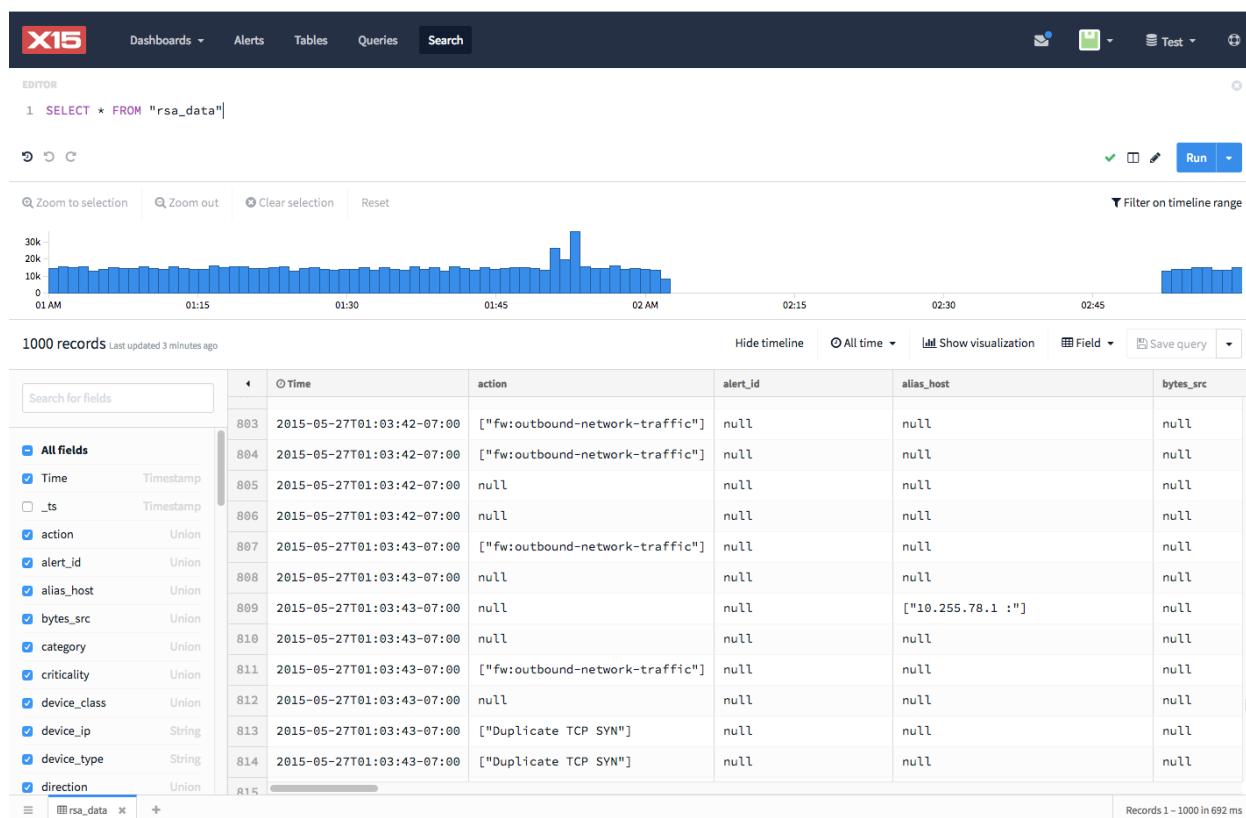 X15 Dashboards Alerts Tables Queries Search Test
EDITOR
1 SELECT * FROM "rsa_data"
Run
Zoom to selection Zoom out Clear selection Reset Filter on timeline range
30k
20k
10k
0
01 AM 01:15 01:30 01:45 02 AM 02:15 02:30 02:45
1000 records Last updated 3 minutes ago Hide timeline All time Show visualization Field Save query
Search for fields
Time action alert_id alias_host bytes_src
803 2015-05-27T01:03:42-07:00 ["fw:outbound-network-traffic"] null null null
All fields
804 2015-05-27T01:03:42-07:00 ["fw:outbound-network-traffic"] null null null
Time Timestamp
805 2015-05-27T01:03:42-07:00 null null null null
_ts Timestamp
806 2015-05-27T01:03:42-07:00 null null null null
action Union
807 2015-05-27T01:03:43-07:00 ["fw:outbound-network-traffic"] null null null
alert_id Union
808 2015-05-27T01:03:43-07:00 null null null null
alias_host Union
809 2015-05-27T01:03:43-07:00 null null ["10.255.78.1 :"] null
bytes_src Union
810 2015-05-27T01:03:43-07:00 null null null null
category Union
811 2015-05-27T01:03:43-07:00 ["fw:outbound-network-traffic"] null null null
criticality Union
812 2015-05-27T01:03:43-07:00 null null null null
device_class Union
813 2015-05-27T01:03:43-07:00 ["Duplicate TCP SYN"] null null null
device_ip String
814 2015-05-27T01:03:43-07:00 ["Duplicate TCP SYN"] null null null
device_type String
815
direction Union
rsa_data
Records 1 – 1000 in 692 ms